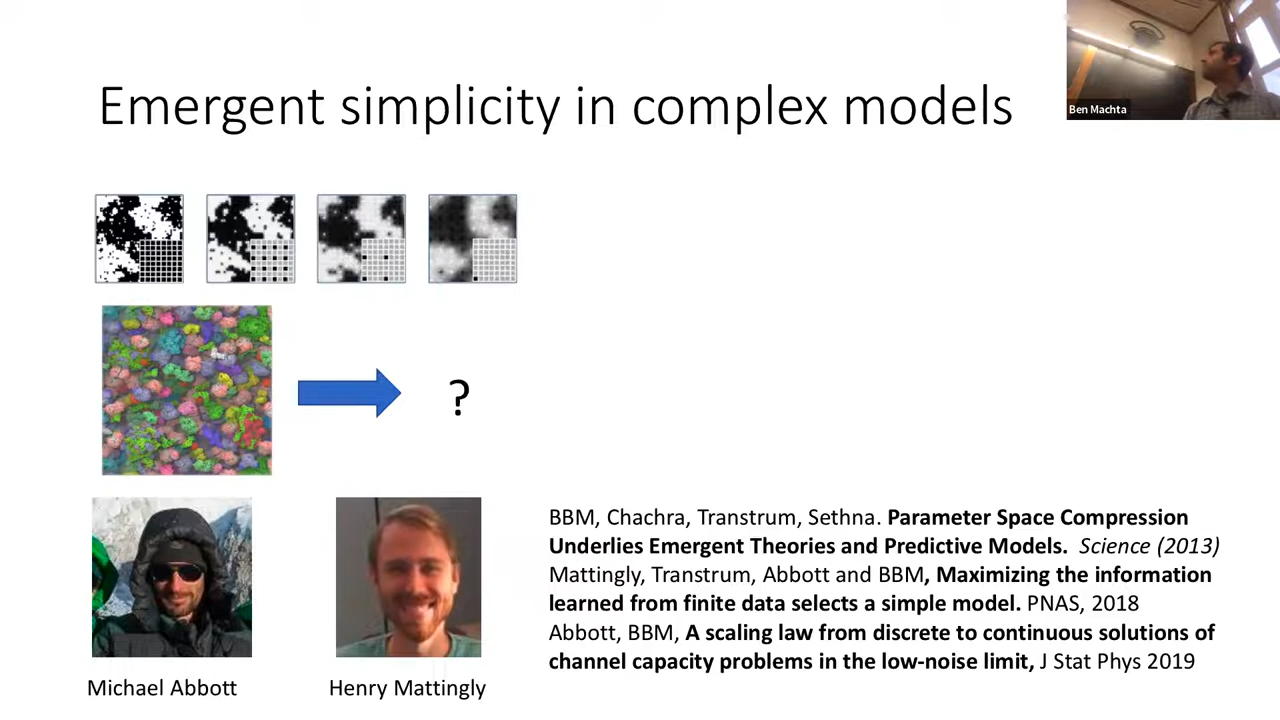 Emergent simplicity in complex models
Ben Machta
?
BBM, Chachra, Transtrum, Sethna. Parameter Space Compression
Underlies Emergent Theories and Predictive Models. Science (2013)
Mattingly, Transtrum, Abbott and BBM, Maximizing the information
learned from finite data selects a simple model. PNAS, 2018
Abbott, BBM, A scaling law from discrete to continuous solutions of
channel capacity problems in the low-noise limit, J Stat Phys 2019
Michael Abbott
Henry Mattingly